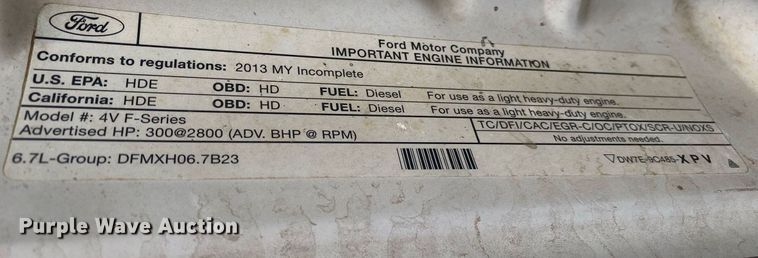 Ford
Ford Motor Company
IMPORTANT ENGINE INFORMATION
Conforms to regulations: 2013 MY Incomplete
U.S. EPA: HDE OBD: HD FUEL: Diesel For use as a light heavy-duty engine.
California: HDE OBD: HD FUEL: Diesel For use as a light heavy-duty engine.
Model #: 4V F-Series TC/DFI/CAC/EGR-C/OC/PTOX/SCR-U/NOXS
Advertised HP: 300@2800 (ADV. BHP @ RPM) No adjustments needed.
6.7L-Group: DFMXH06.7B23 DW7E-9C485-XPV
Purple Wave Auction